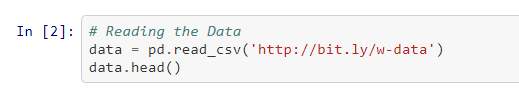 In [2]: # Reading the Data
data = pd.read_csv('http://bit.ly/w-data')
data.head()